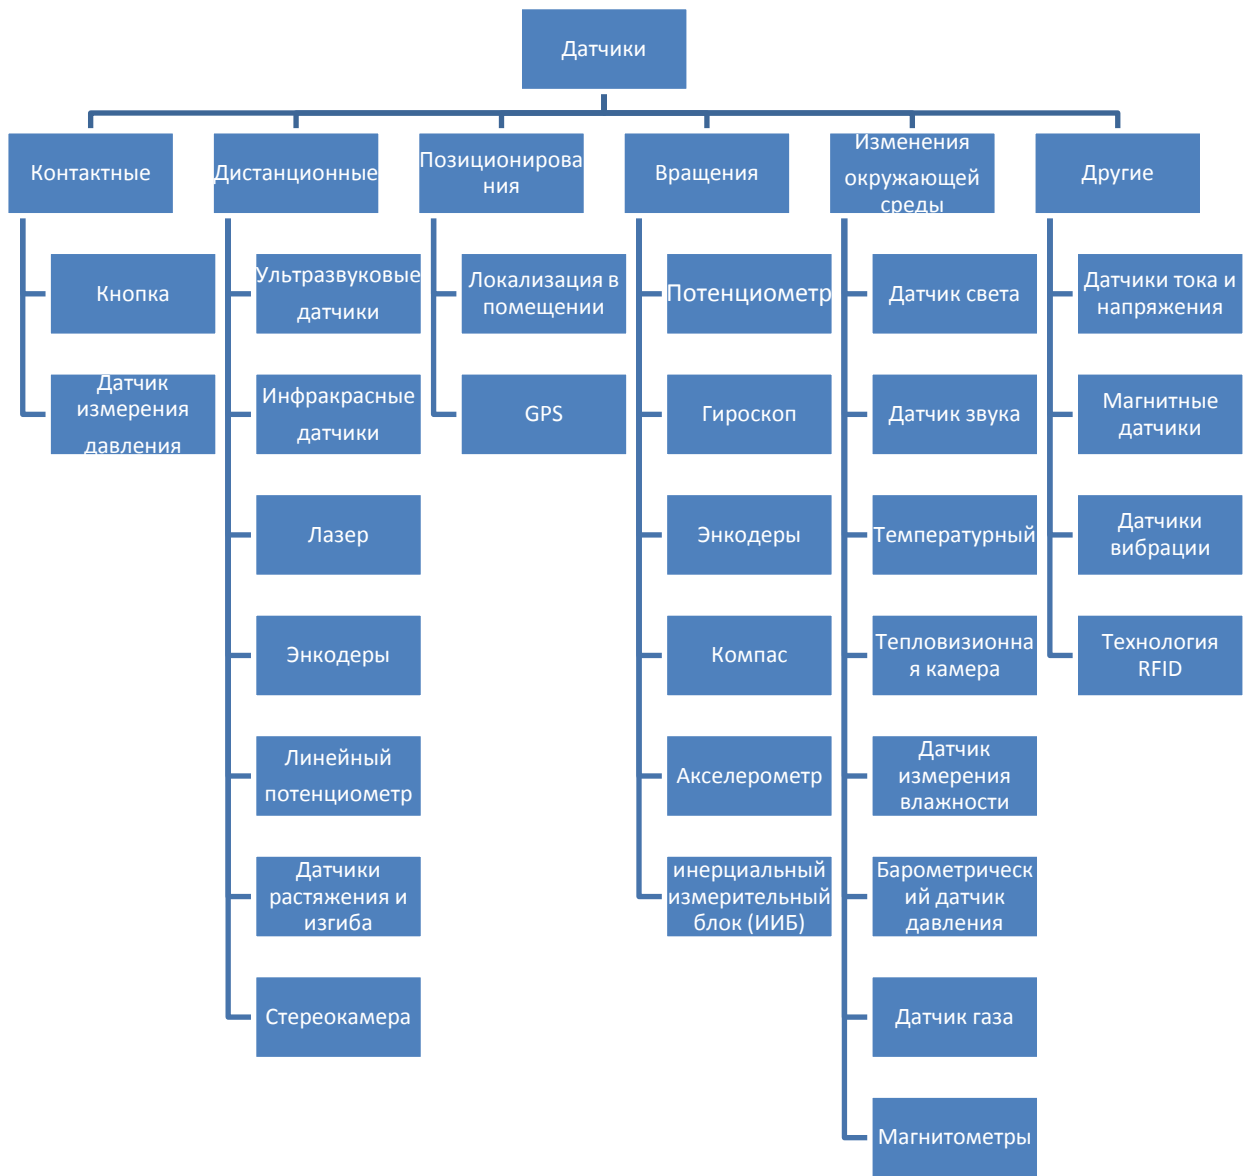 Датчики
Контактные
Дистанционные
Позиционирова
ния
Вращения
Изменения
окружающей
среды
Другие
Кнопка
Датчик
измерения
давления
Ультразвуковые
датчики
Инфракрасные
датчики
Лазер
Энкодеры
Линейный
потенциометр
Датчики
растяжения и
изгиба
Стереокамера
Локализация в
помещении
GPS
Потенциометр
Гироскоп
Энкодеры
Компас
Акселерометр
инерциальный
измерительный
блок (ИИБ)
Датчик света
Датчик звука
Температурный
Тепловизионна
я камера
Датчик
измерения
влажности
Барометрическ
ий датчик
давления
Датчик газа
Магнитометры
Датчики тока и
напряжения
Магнитные
датчики
Датчики
вибрации
Технология
RFID